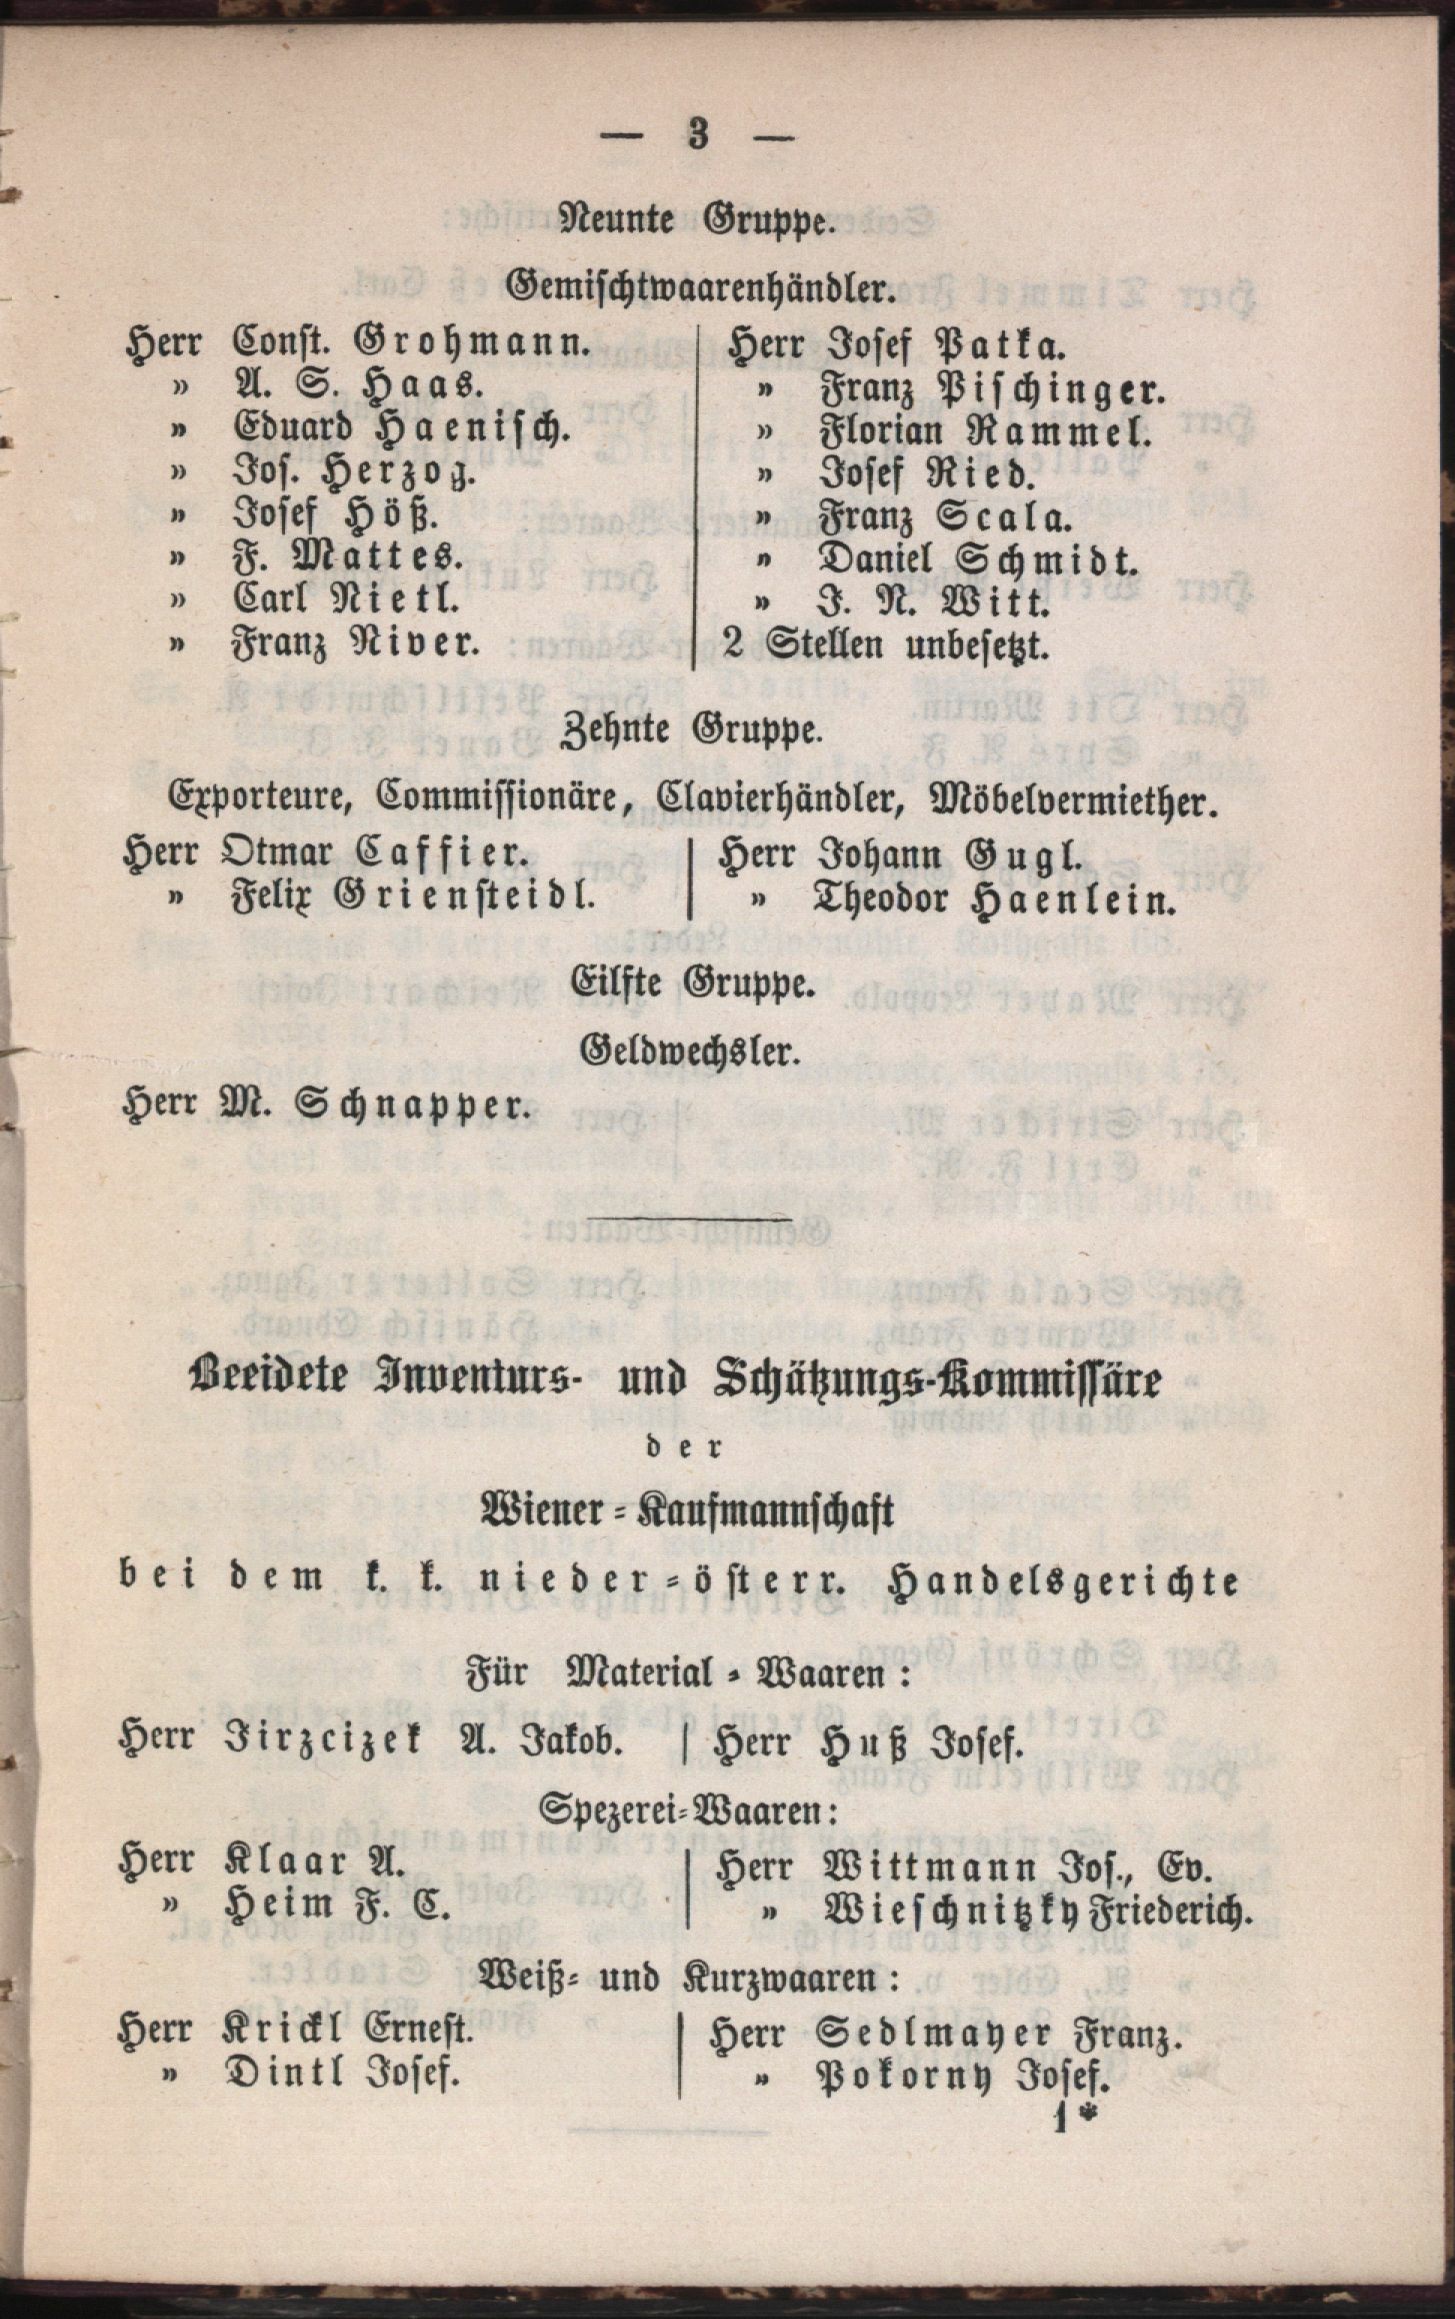 — 3 —
Neunte Gruppe.
Gemischtwaarenhändler.
Herr Const. Grohmann.
" A. S. Haas.
" Eduard Haenisch.
" Jos. Herzog.
" Josef Höß.
" F. Mattes.
" Carl Nietl.
" Franz Niver.
Herr Josef Patka.
" Franz Pischinger.
" Florian Rammel.
" Josef Ried.
" Franz Scala.
" Daniel Schmidt.
" J. N. Witt.
2 Stellen unbesetzt.
Zehnte Gruppe.
Exporteure, Commissionäre, Clavierhändler, Möbelvermiether.
Herr Otmar Caffier.
" Felix Griensteidl.
Herr Johann Gugl.
" Theodor Haenlein.
Eilfte Gruppe.
Geldwechsler.
Herr M. Schnapper.
Beeidete Inventurs- und Schätzungs-Kommissäre
der
Wiener-Kaufmannschaft
bei dem k. k. nieder-österr. Handelsgerichte
Für Material-Waaren:
Herr Jirzcizek A. Jakob.
Herr Huß Josef.
Spezerei-Waaren:
Herr Klaar A.
" Heim F. C.
Herr Wittmann Jos., Ev.
" Wieschnitzky Friederich.
Weiß- und Kurzwaaren:
Herr Krickl Ernest.
" Dintl Josef.
Herr Sedlmayer Franz.
" Pokorny Josef.
1*